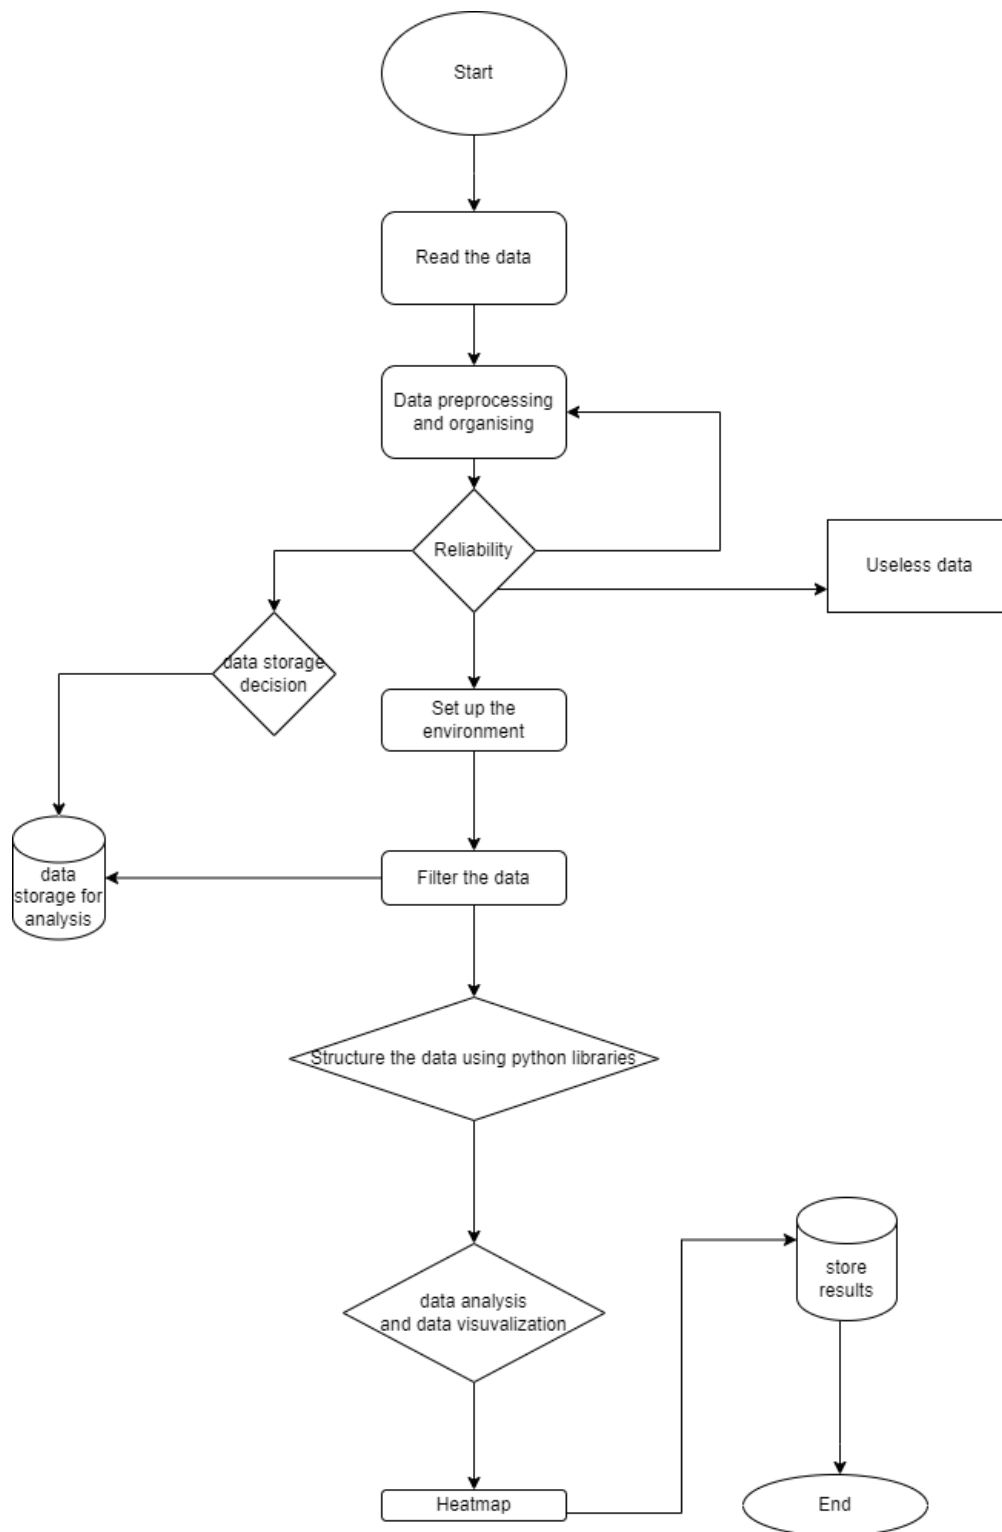 Start
Read the data
Data preprocessing
and organising
Reliability
Useless data
data storage
decision
Set up the
environment
data
storage for
analysis
Filter the data
Structure the data using python libraries
data analysis
and data visuvalization
store
results
Heatmap
End